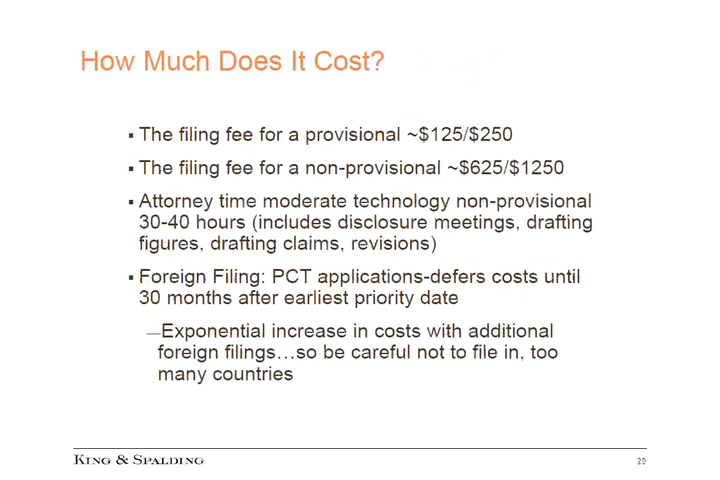 How Much Does It Cost?
▪ The filing fee for a provisional ~$125/$250
▪ The filing fee for a non-provisional ~$625/$1250
▪ Attorney time moderate technology non-provisional
30-40 hours (includes disclosure meetings, drafting
figures, drafting claims, revisions)
▪ Foreign Filing: PCT applications-defers costs until
30 months after earliest priority date
—Exponential increase in costs with additional
foreign filings…so be careful not to file in, too
many countries
KING & SPALDING
20